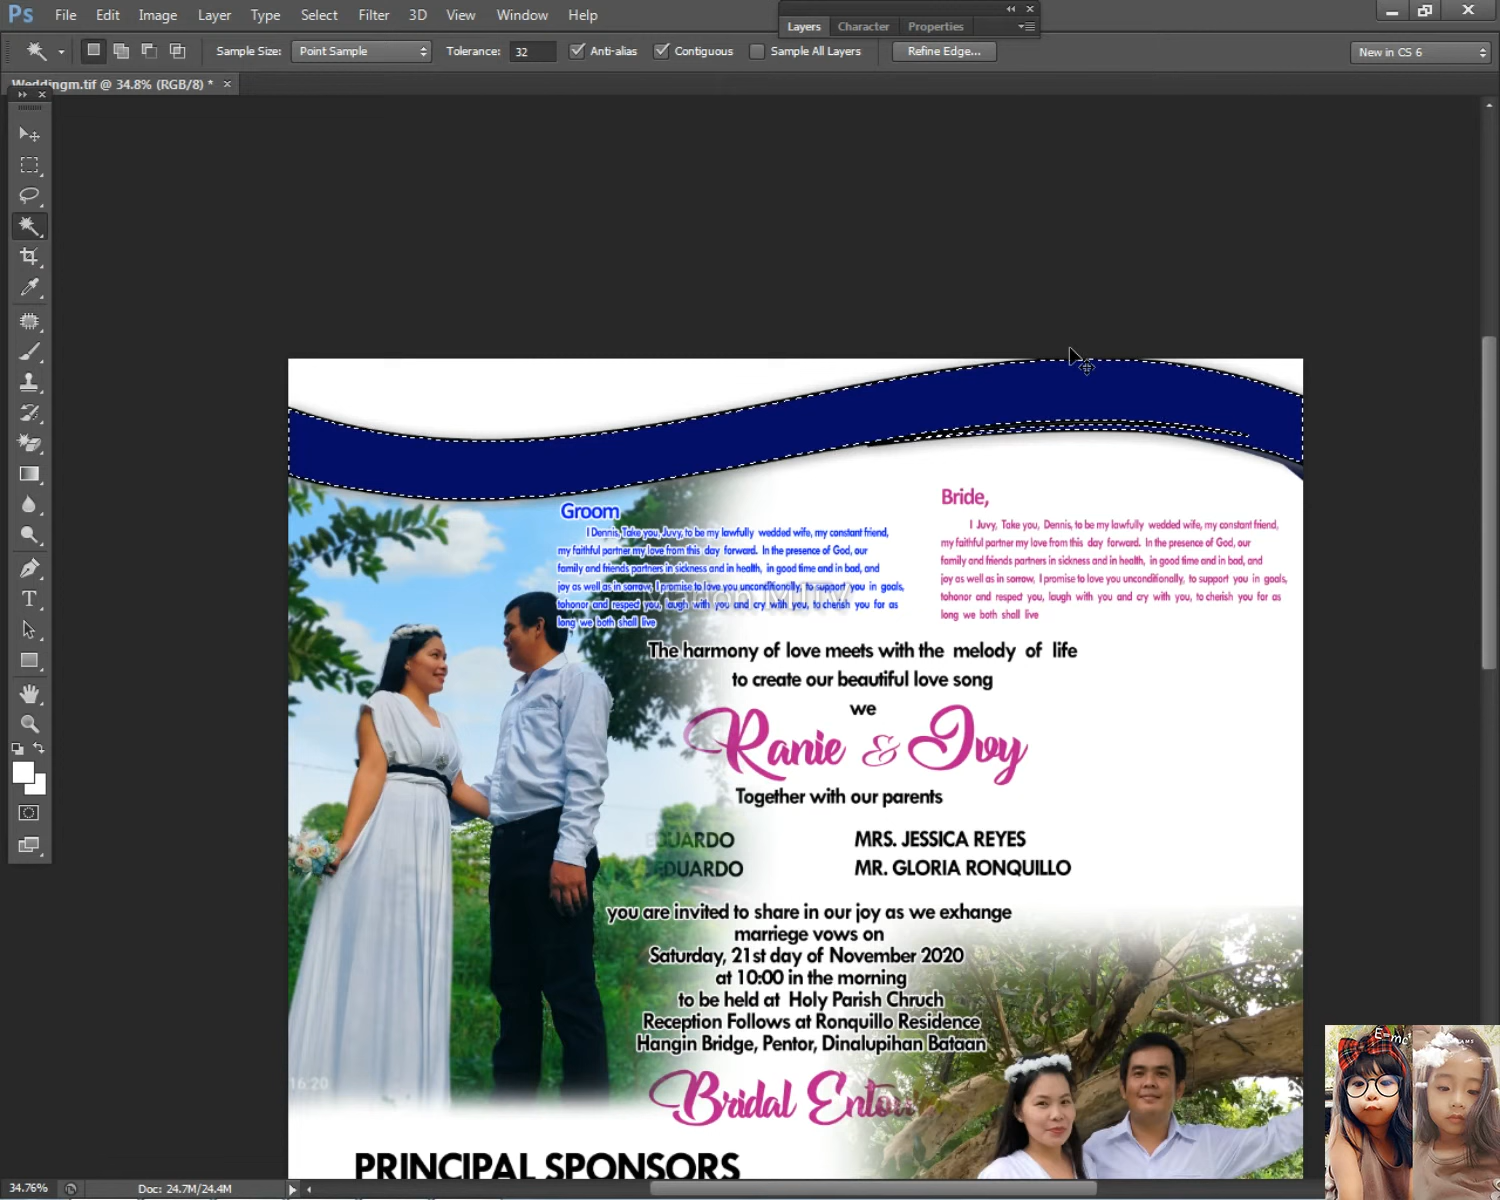 Ps File Edit Image Layer Type Select Filter 3D View Window Help
Layers Character Properties
Sample Size: Point Sample Tolerance: 32 Anti-alias Contiguous Sample All Layers Refine Edge... New in CS 6
Weddingm.tif @ 34.8% (RGB/8) *
Groom
I Dennis, Take you, Juvy, to be my lawfully wedded wife, my constant friend,
my faithful partner my love from this day forward. In the presence of God, our
family and friends partners in sickness and in health, in good time and in bad, and
joy as well as in sorrow, I promise to love you unconditionally, to support you in goals,
tohonor and respect you, laugh with you and cry with you, to cherish you for as
long we both shall live
Bride,
I Juvy, Take you, Dennis, to be my lawfully wedded wife, my constant friend,
my faithful partner my love from this day forward. In the presence of God, our
family and friends partners in sickness and in health, in good time and in bad, and
joy as well as in sorrow, I promise to love you unconditionally, to support you in goals,
tohonor and respect you, laugh with you and cry with you, to cherish you for as
long we both shall live
The harmony of love meets with the melody of life
to create our beautiful love song
we
Ranie & Jvy
Together with our parents
EDUARDO MRS. JESSICA REYES
EDUARDO MR. GLORIA RONQUILLO
you are invited to share in our joy as we exhange
marriege vows on
Saturday, 21st day of November 2020
at 10:00 in the morning
to be held at Holy Parish Chruch
Reception Follows at Ronquillo Residence
Hangin Bridge, Pentor, Dinalupihan Bataan
16:20
Bridal
PRINCIPAL SPONSORS
34.76% Doc: 24.7M/24.4M